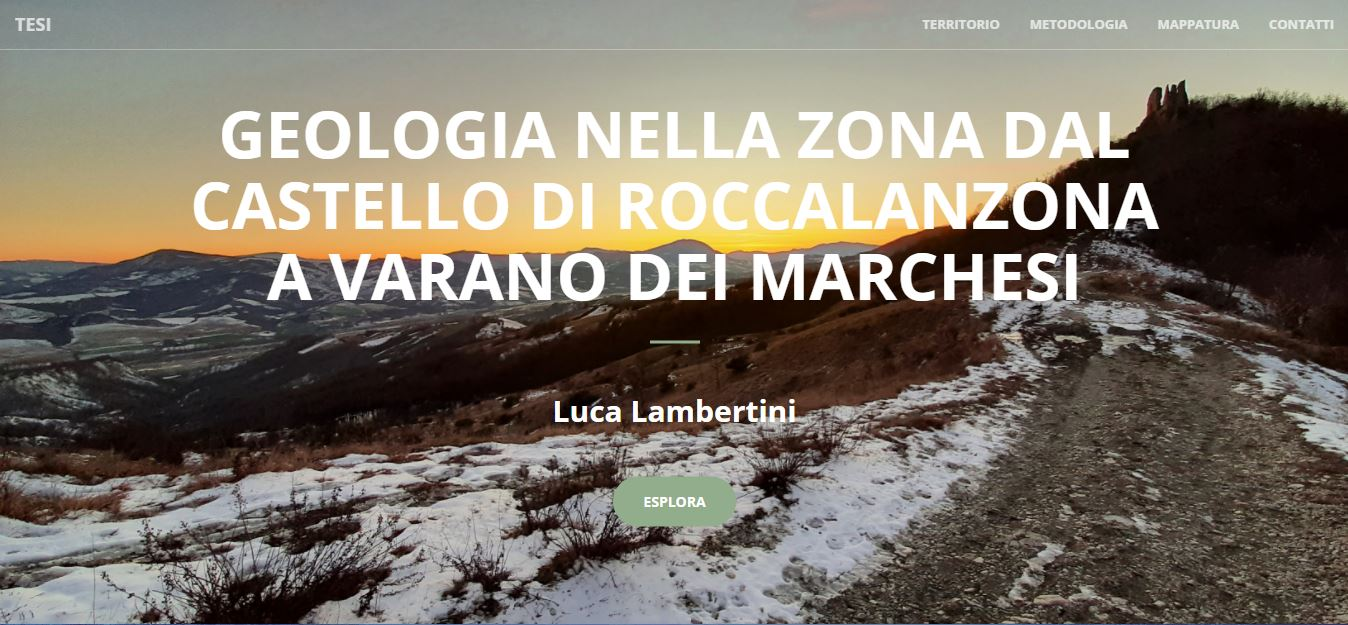 TESI
TERRITORIO
METODOLOGIA
MAPPATURA
CONTATTI
GEOLOGIA NELLA ZONA DAL
CASTELLO DI ROCCALANZONA
A VARANO DEI MARCHESI
Luca Lambertini
ESPLORA